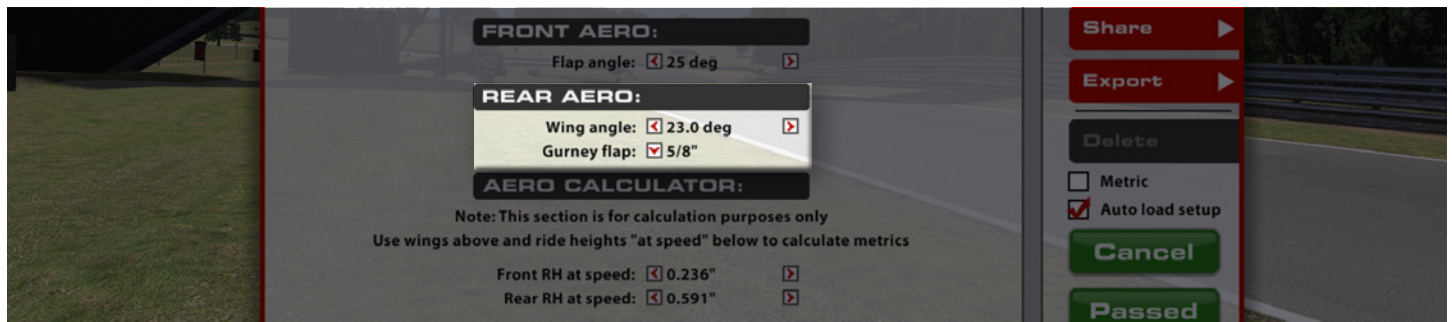 FRONT AERO:
Flap angle: 25 deg
REAR AERO:
Wing angle: 23.0 deg
Gurney flap: 5/8"
AERO CALCULATOR:
Note: This section is for calculation purposes only
Use wings above and ride heights "at speed" below to calculate metrics
Front RH at speed: 0.236"
Rear RH at speed: 0.591"
Share
Export
Delete
Metric
Auto load setup
Cancel
Passed